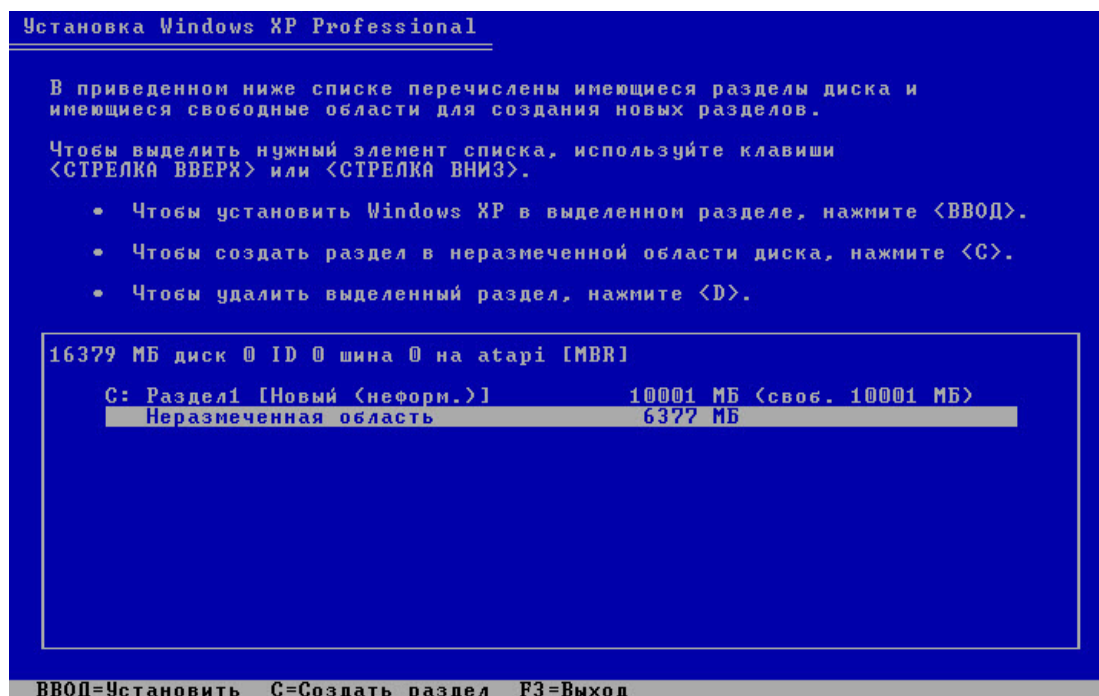 Установка Windows XP Professional
В приведенном ниже списке перечислены имеющиеся разделы диска и
имеющиеся свободные области для создания новых разделов.
Чтобы выделить нужный элемент списка, используйте клавиши
<СТРЕЛКА ВВЕРХ> или <СТРЕЛКА ВНИЗ>.
• Чтобы установить Windows XP в выделенном разделе, нажмите <ВВОД>.
• Чтобы создать раздел в неразмеченной области диска, нажмите <C>.
• Чтобы удалить выделенный раздел, нажмите <D>.
16379 МБ диск 0 ID 0 шина 0 на atapi [MBR]
C: Раздел1 [Новый (неформ.)] 10001 МБ (своб. 10001 МБ)
Неразмеченная область 6377 МБ
ВВОД=Установить C=Создать раздел F3=Выход